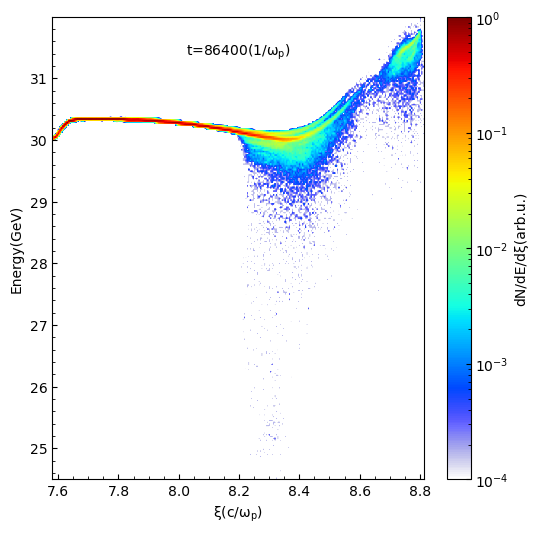 t=86400(1/ωp)
Energy(GeV)
31
30
29
28
27
26
25
7.6 7.8 8.0 8.2 8.4 8.6 8.8
ξ(c/ωp)
10^0
10^-1
10^-2
10^-3
10^-4
dN/dE/dξ(arb.u.)